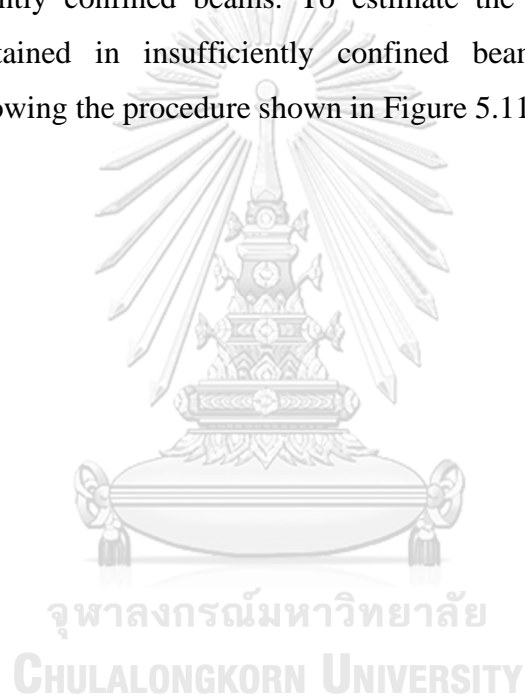 ntly confined beams. To estimate the
tained in insufficiently confined bear
owing the procedure shown in Figure 5.11
จุฬาลงกรณ์มหาวิทยาลัย
CHULALONGKORN UNIVERSITY